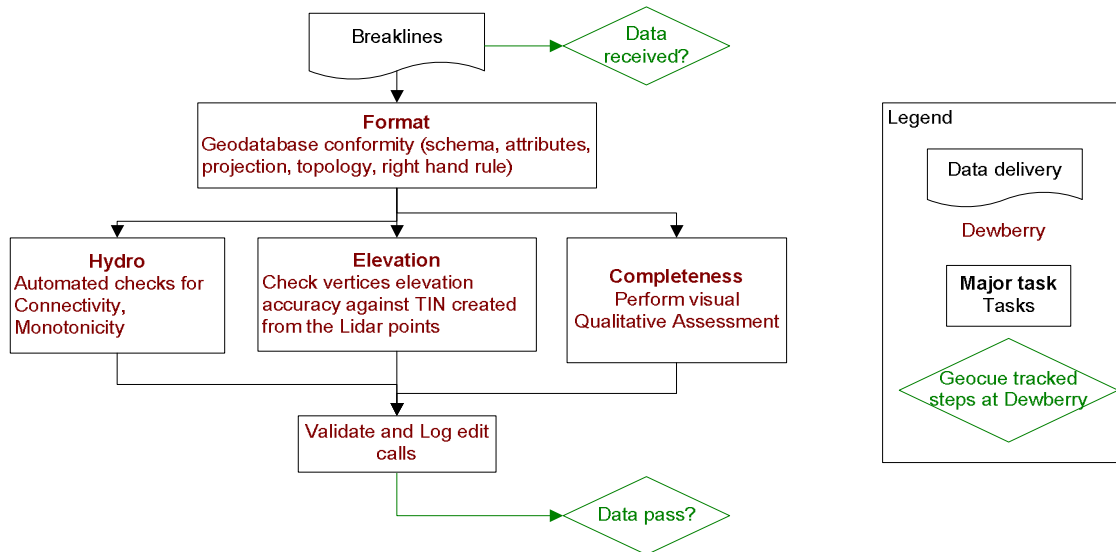 Breaklines
Data
received?
Format
Geodatabase conformity (schema, attributes,
projection, topology, right hand rule)
Hydro
Automated checks for
Connectivity,
Monotonicity
Elevation
Check vertices elevation
accuracy against TIN created
from the Lidar points
Completeness
Perform visual
Qualitative Assessment
Validate and Log edit
calls
Data pass?
Legend
Data delivery
Dewberry
Major task
Tasks
Geocue tracked
steps at Dewberry